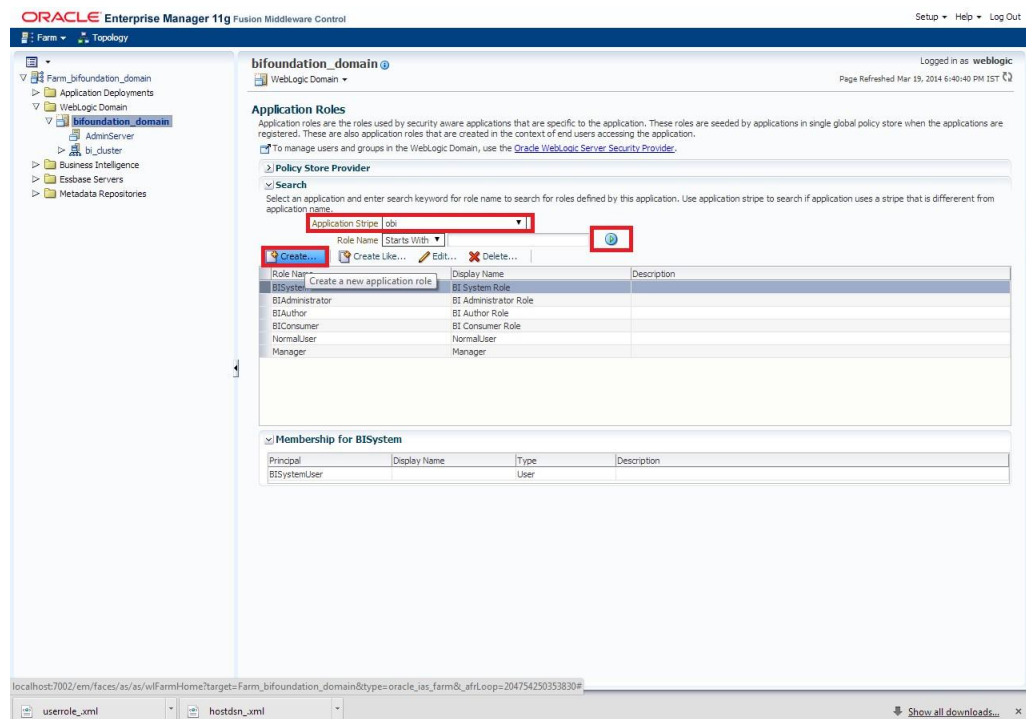 ORACLE Enterprise Manager 11g Fusion Middleware Control
Setup Help Log Out
Farm Topology
Farm_bifoundation_domain
Application Deployments
WebLogic Domain
bifoundation_domain
AdminServer
bi_cluster
Business Intelligence
Essbase Servers
Metadata Repositories
bifoundation_domain
Logged in as weblogic
WebLogic Domain
Page Refreshed Mar 19, 2014 6:40:40 PM IST
Application Roles
Application roles are the roles used by security aware applications that are specific to the application. These roles are seeded by applications in single global policy store when the applications are
registered. These are also application roles that are created in the context of end users accessing the application.
To manage users and groups in the WebLogic Domain, use the Oracle WebLogic Server Security Provider.
Policy Store Provider
Search
Select an application and enter search keyword for role name to search for roles defined by this application. Use application stripe to search if application uses a stripe that is differerent from
application name.
Application Stripe obi
Role Name Starts With
Create... Create Like... Edit... Delete...
Role Name Display Name Description
Create a new application role
BISystem BI System Role
BIAdministrator BI Administrator Role
BIAuthor BI Author Role
BIConsumer BI Consumer Role
NormalUser NormalUser
Manager Manager
Membership for BISystem
Principal Display Name Type Description
BISystemUser User
localhost:7002/em/faces/as/as/wlFarmHome?target=Farm_bifoundation_domain&type=oracle_ias_farm&_afrLoop=204754250353830#
userrole_.xml hostdsn_.xml Show all downloads...